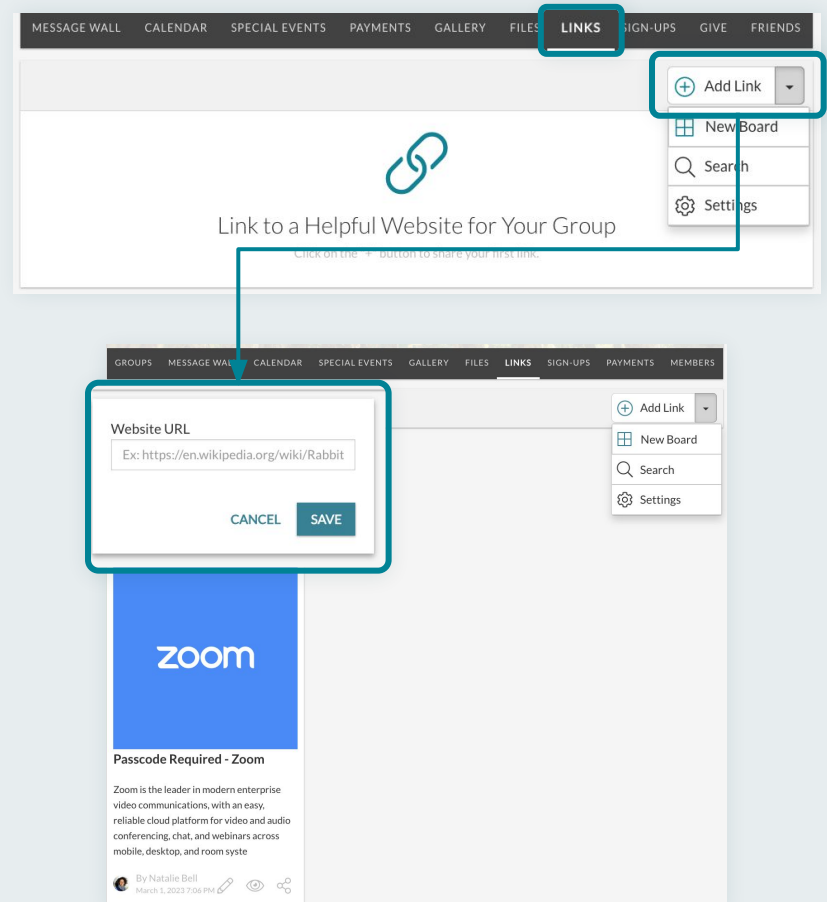 MESSAGE WALL CALENDAR SPECIAL EVENTS PAYMENTS GALLERY FILES LINKS SIGN-UPS GIVE FRIENDS
Add Link
New Board
Search
Settings
Link to a Helpful Website for Your Group
Click on the "+" button to share your first link.
GROUPS MESSAGE WALL CALENDAR SPECIAL EVENTS GALLERY FILES LINKS SIGN-UPS PAYMENTS MEMBERS
Add Link
New Board
Search
Settings
Website URL
Ex: https://en.wikipedia.org/wiki/Rabbit
CANCEL SAVE
zoom
Passcode Required - Zoom
Zoom is the leader in modern enterprise
video communications, with an easy,
reliable cloud platform for video and audio
conferencing, chat, and webinars across
mobile, desktop, and room syste
By Natalie Bell
March 1, 2023 7:06 PM